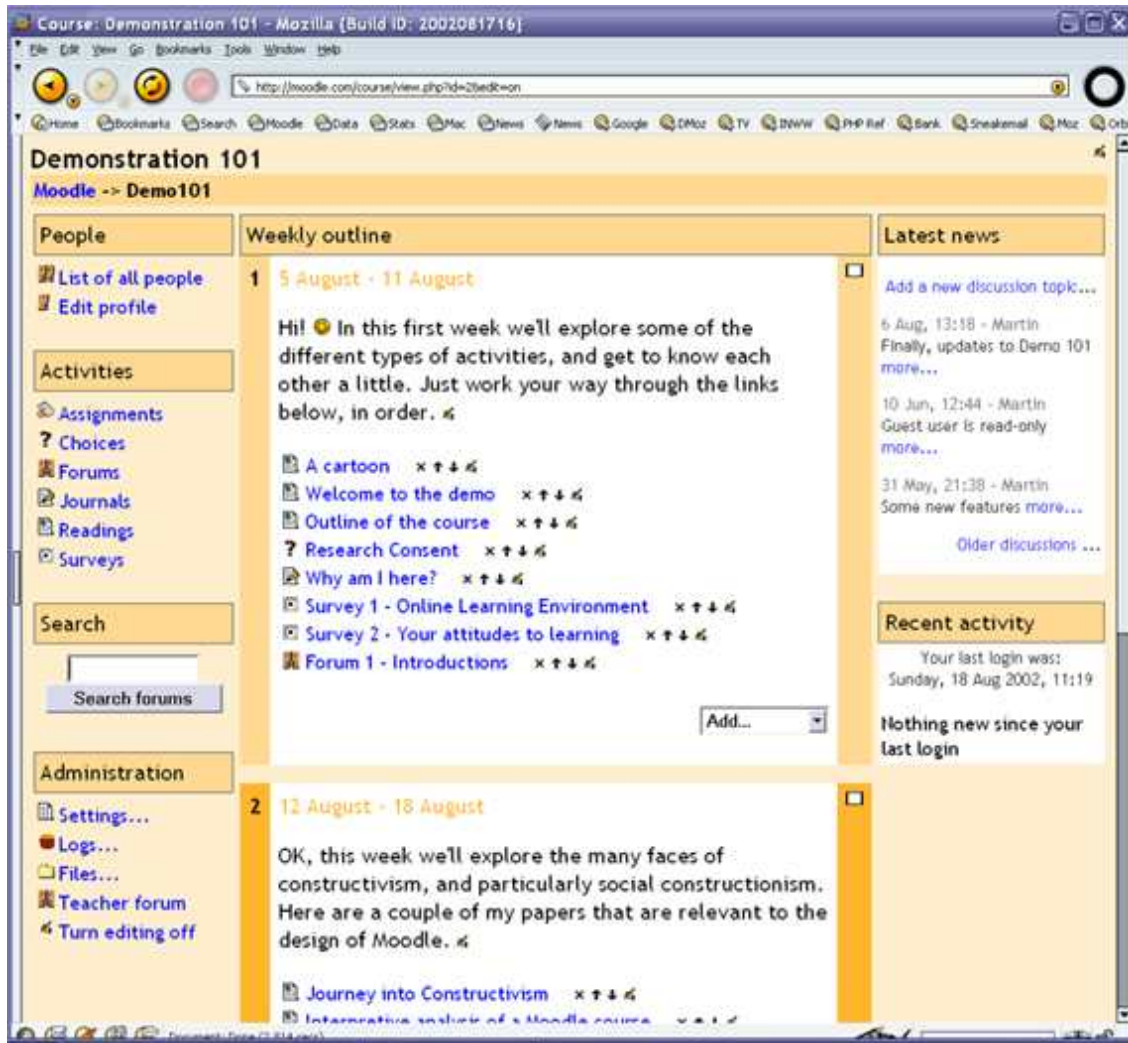 Course: Demonstration 101 - Mozilla {Build ID: 2002081716}
File Edit View Go Bookmarks Tools Window Help
http://moodle.com/course/view.php?id=2&edit=on
Home Bookmarks Search Moodle Data Stats Mac News News Google DMoz TV INWW PHP Ref Bank Sneakemail Moz Orb
Demonstration 101
Moodle -> Demo101
People
List of all people
Edit profile
Activities
Assignments
? Choices
Forums
Journals
Readings
Surveys
Search
Search forums
Administration
Settings...
Logs...
Files...
Teacher forum
Turn editing off
Weekly outline
1 5 August - 11 August
Hi! In this first week we'll explore some of the
different types of activities, and get to know each
other a little. Just work your way through the links
below, in order.
A cartoon
Welcome to the demo
Outline of the course
? Research Consent
Why am I here?
Survey 1 - Online Learning Environment
Survey 2 - Your attitudes to learning
Forum 1 - Introductions
Add...
2 12 August - 18 August
OK, this week we'll explore the many faces of
constructivism, and particularly social constructionism.
Here are a couple of my papers that are relevant to the
design of Moodle.
Journey into Constructivism
Interpretive analysis of a Moodle course
Latest news
Add a new discussion topic...
6 Aug, 13:18 - Martin
Finally, updates to Demo 101
more...
10 Jun, 12:44 - Martin
Guest user is read-only
more...
31 May, 21:38 - Martin
Some new features more...
Older discussions ...
Recent activity
Your last login was:
Sunday, 18 Aug 2002, 11:19
Nothing new since your
last login
Document: Done